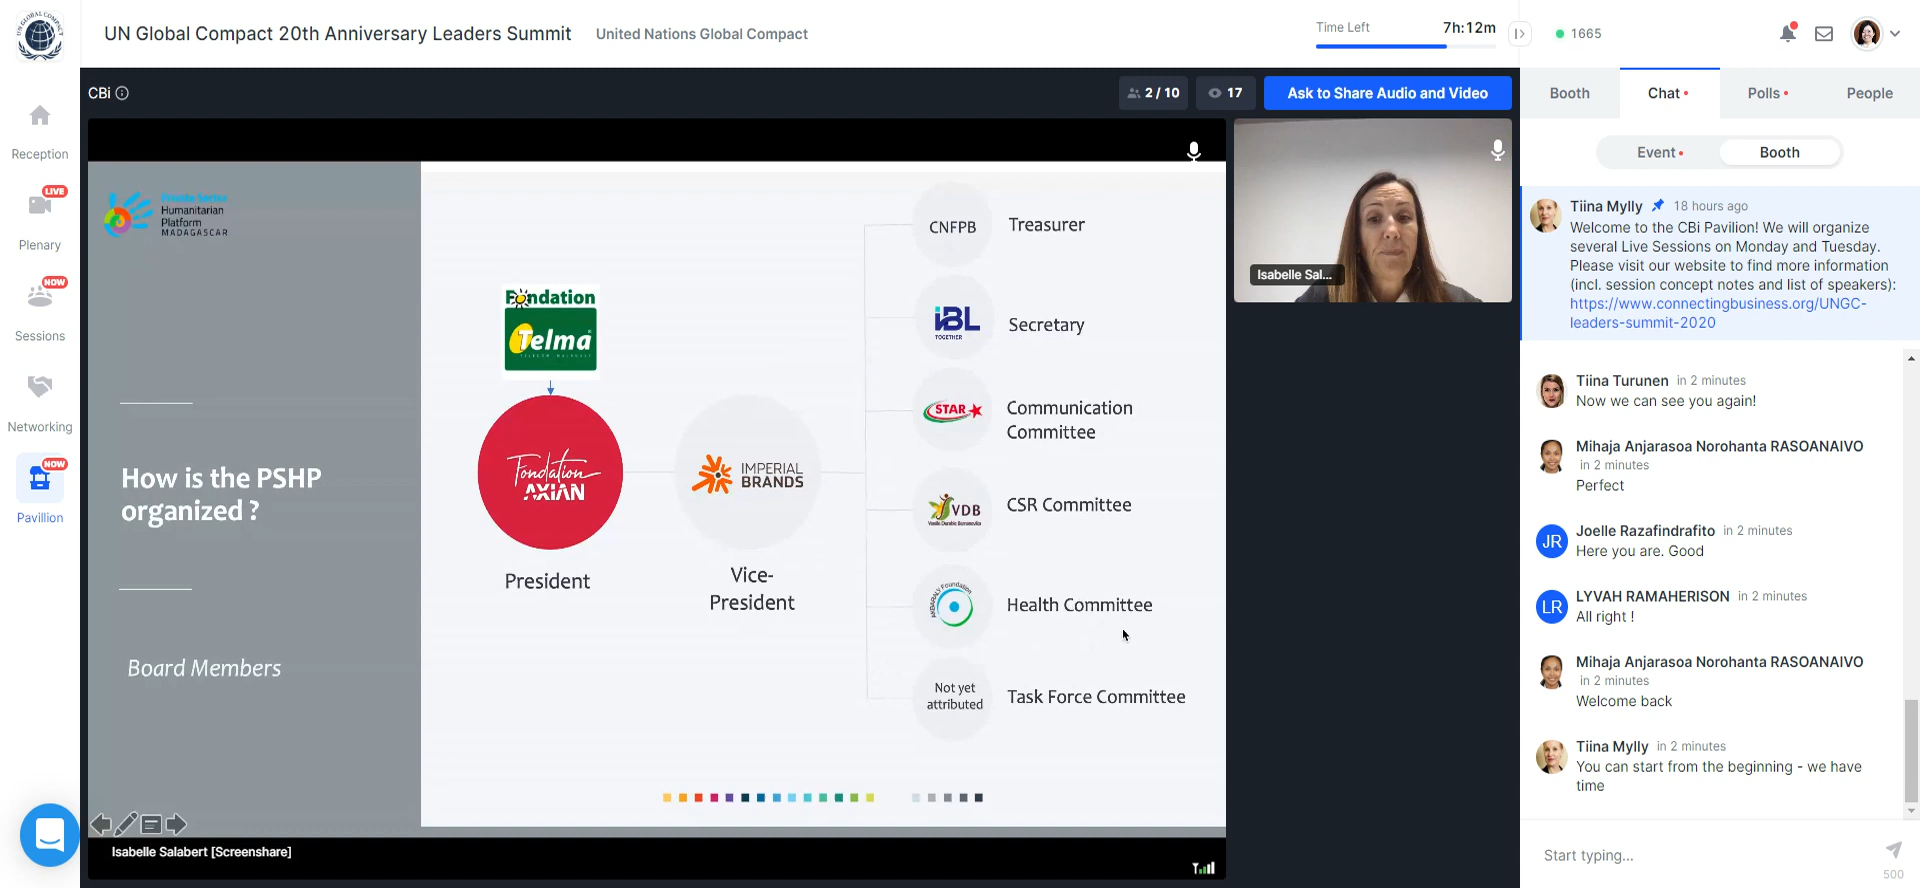 UN Global Compact 20th Anniversary Leaders Summit
United Nations Global Compact
Time Left
7h:12m
1665
Reception
LIVE
Plenary
NOW
Sessions
Networking
NOW
Pavillion
CBi
2 / 10
17
Ask to Share Audio and Video
Private Sector
Humanitarian
Platform
MADAGASCAR
How is the PSHP
organized ?
Board Members
Fondation
Telma
Fondation
AXIAN
President
IMPERIAL
BRANDS
Vice-
President
CNFPB
Treasurer
iBL
TOGETHER
Secretary
STAR
Communication
Committee
VDB
CSR Committee
AKBARALY Foundation
Health Committee
Not yet
attributed
Task Force Committee
Isabelle Salabert [Screenshare]
Isabelle Sal...
Booth
Chat
Polls
People
Event
Booth
Tiina Mylly 18 hours ago
Welcome to the CBi Pavilion! We will organize
several Live Sessions on Monday and Tuesday.
Please visit our website to find more information
(incl. session concept notes and list of speakers):
https://www.connectingbusiness.org/UNGC-
leaders-summit-2020
Tiina Turunen in 2 minutes
Now we can see you again!
Mihaja Anjarasoa Norohanta RASOANAIVO
in 2 minutes
Perfect
JR
Joelle Razafindrafito in 2 minutes
Here you are. Good
LR
LYVAH RAMAHERISON in 2 minutes
All right !
Mihaja Anjarasoa Norohanta RASOANAIVO
in 2 minutes
Welcome back
Tiina Mylly in 2 minutes
You can start from the beginning - we have
time
Start typing...
500